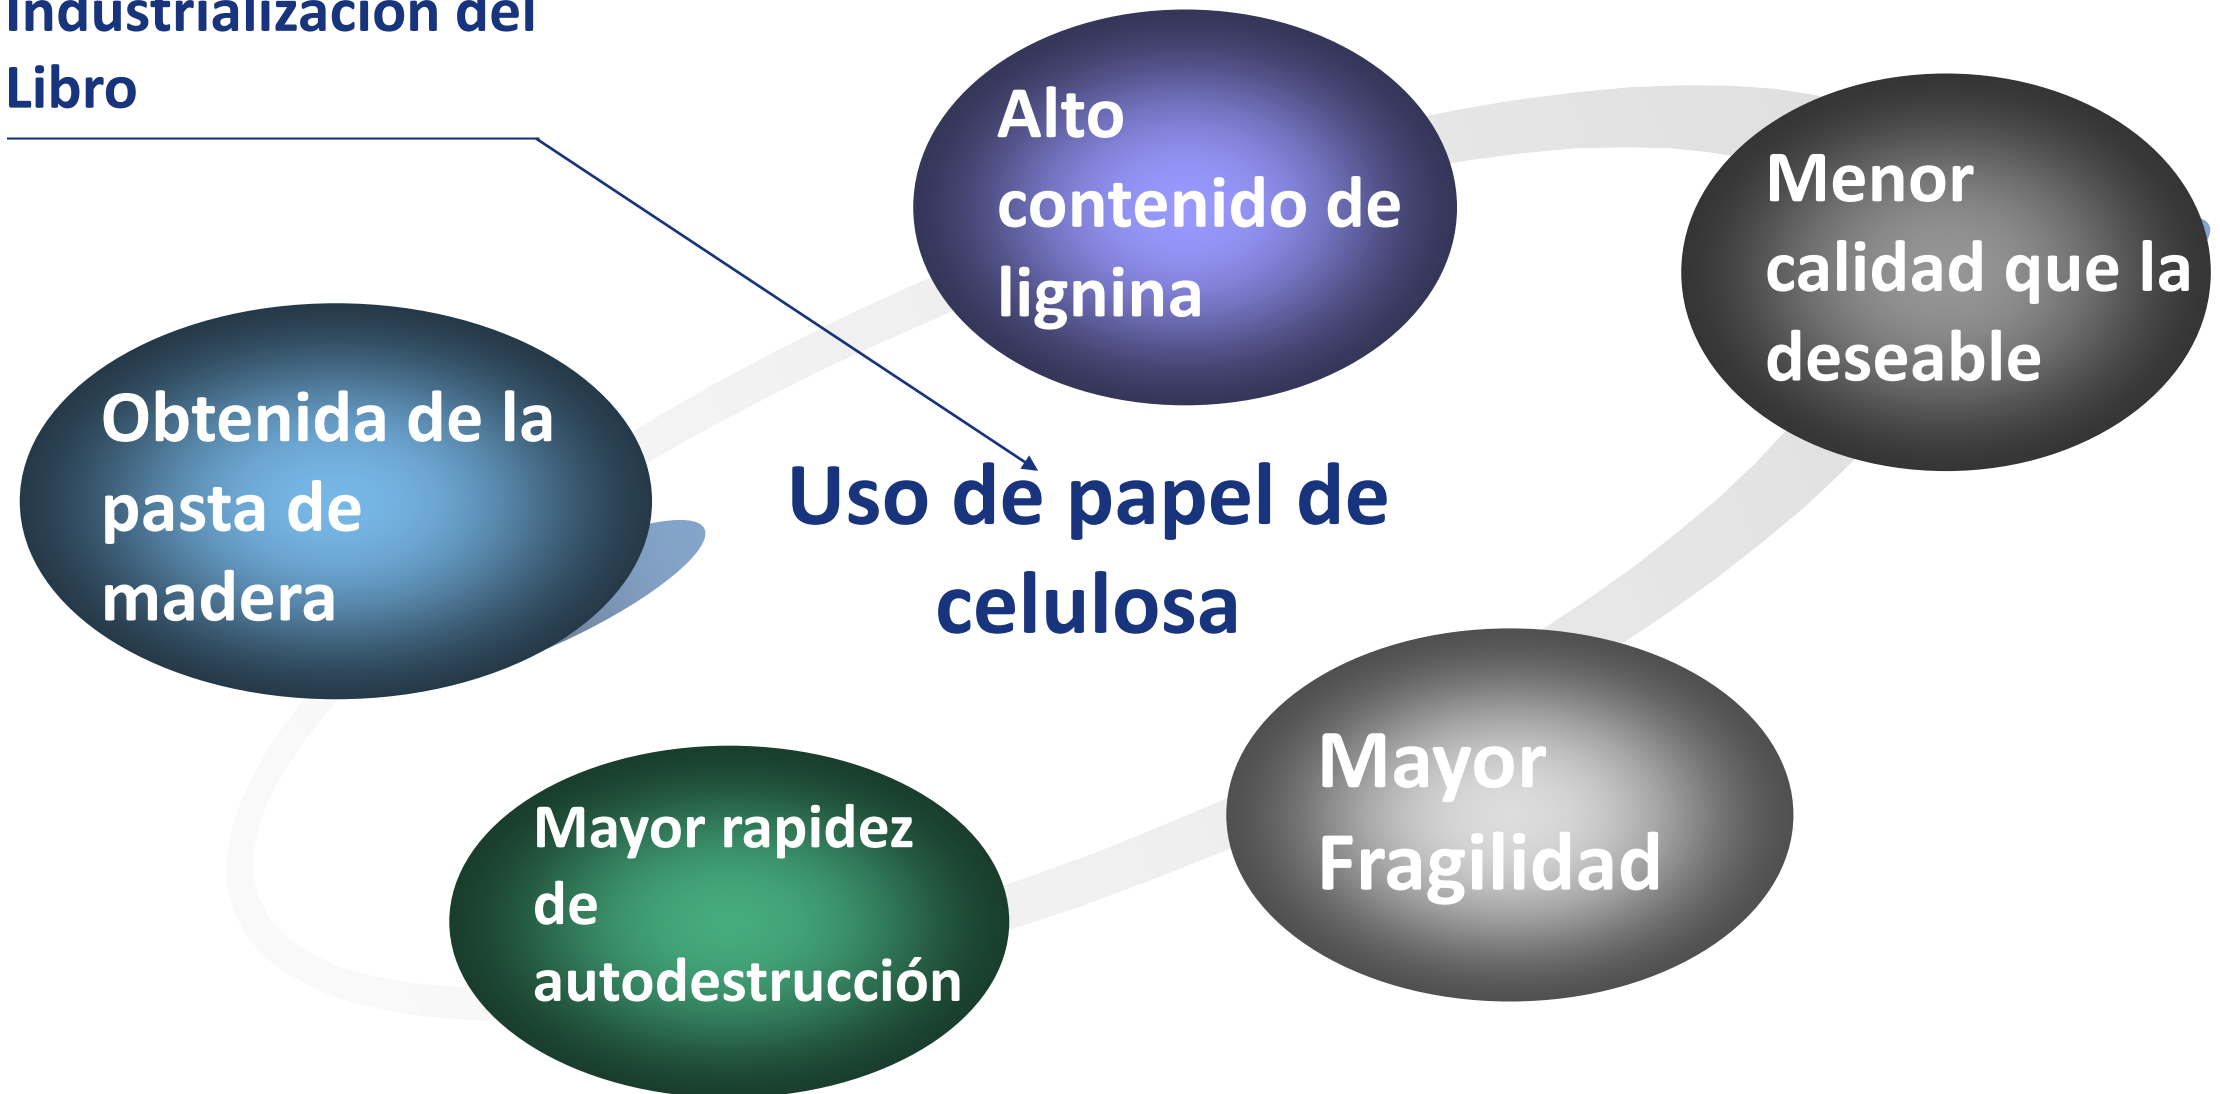 Industrialización del
Libro
Alto
contenido de
lignina
Menor
calidad que la
deseable
Obtenida de la
pasta de
madera
Uso de papel de
celulosa
Mayor
Fragilidad
Mayor rapidez
de
autodestrucción